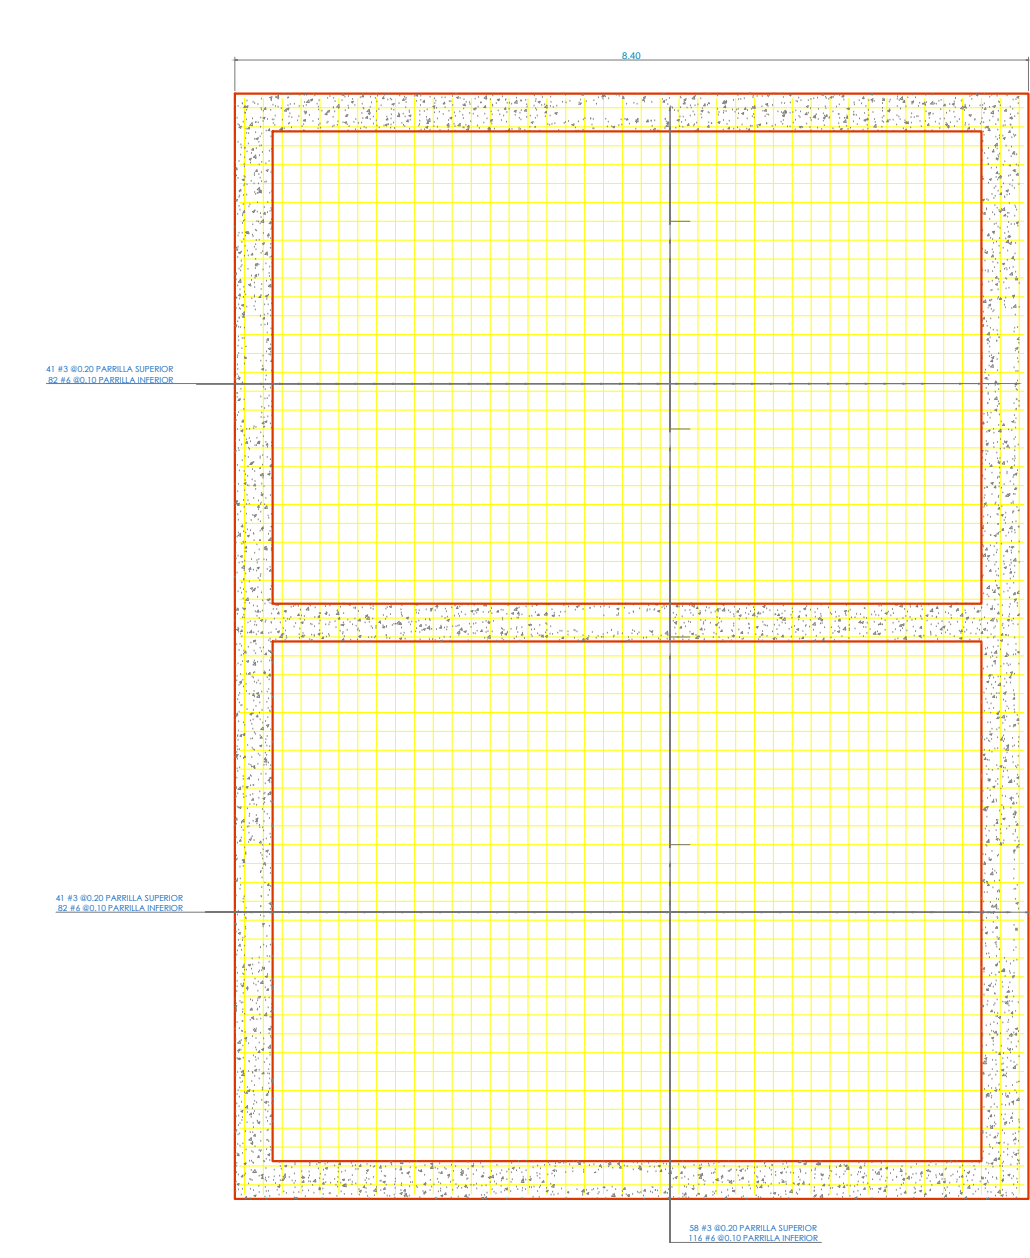 8.40
41 #3 @0.20 PARRILLA SUPERIOR
82 #6 @0.10 PARRILLA INFERIOR
41 #3 @0.20 PARRILLA SUPERIOR
82 #6 @0.10 PARRILLA INFERIOR
58 #3 @0.20 PARRILLA SUPERIOR
116 #6 @0.10 PARRILLA INFERIOR